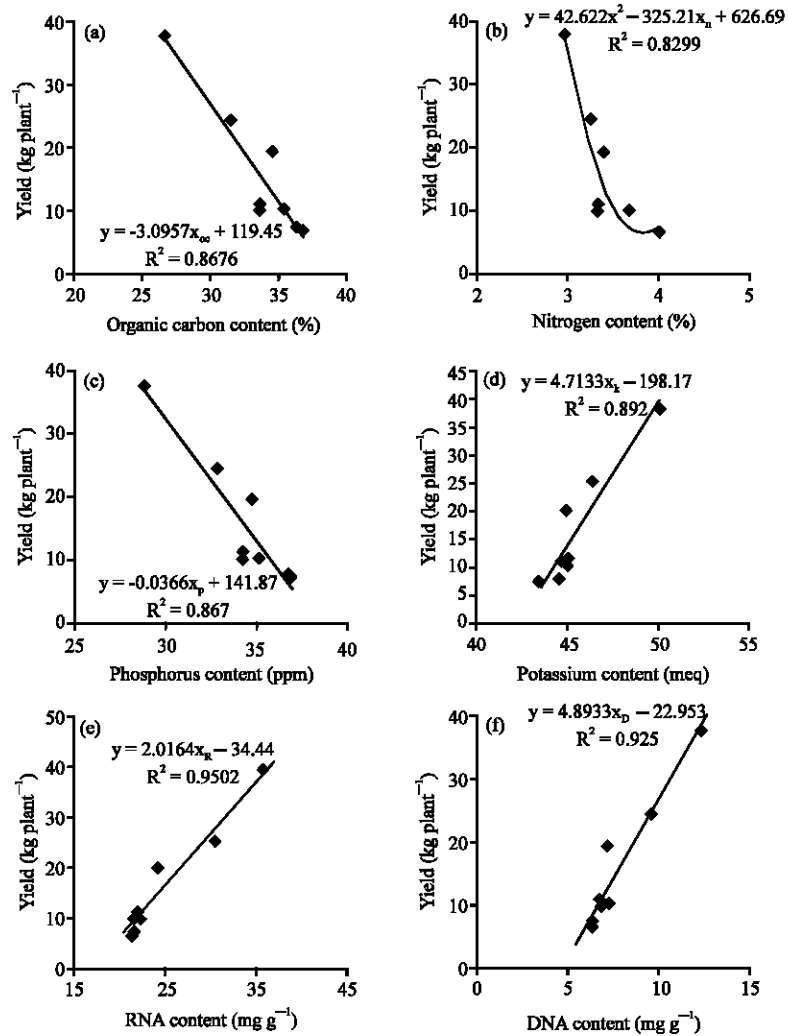 (a)
40
30
20
10
0
Yield (kg plant⁻¹)
y = -3.0957x_oc + 119.45
R² = 0.8676
20 30 35 40
Organic carbon content (%)
(b)
y = 42.622x² − 325.21x_n + 626.69
R² = 0.8299
40
30
20
10
0
Yield (kg plant⁻¹)
2 3 4 5
Nitrogen content (%)
(c)
40
30
20
10
0
Yield (kg plant⁻¹)
y = -0.0366x_p + 141.87
R² = 0.867
25 30 35 40
Phosphorus content (ppm)
(d)
y = 4.7133x_k − 198.17
R² = 0.892
40
35
30
25
20
15
10
5
0
Yield (kg plant⁻¹)
40 45 50 55
Potassium content (meq)
(e)
y = 2.0164x_R − 34.44
R² = 0.9502
50
40
30
20
10
0
Yield (kg plant⁻¹)
15 25 35 45
RNA content (mg g⁻¹)
(f)
y = 4.8933x_D − 22.953
R² = 0.925
40
30
20
10
0
Yield (kg plant⁻¹)
0 5 10 15
DNA content (mg g⁻¹)